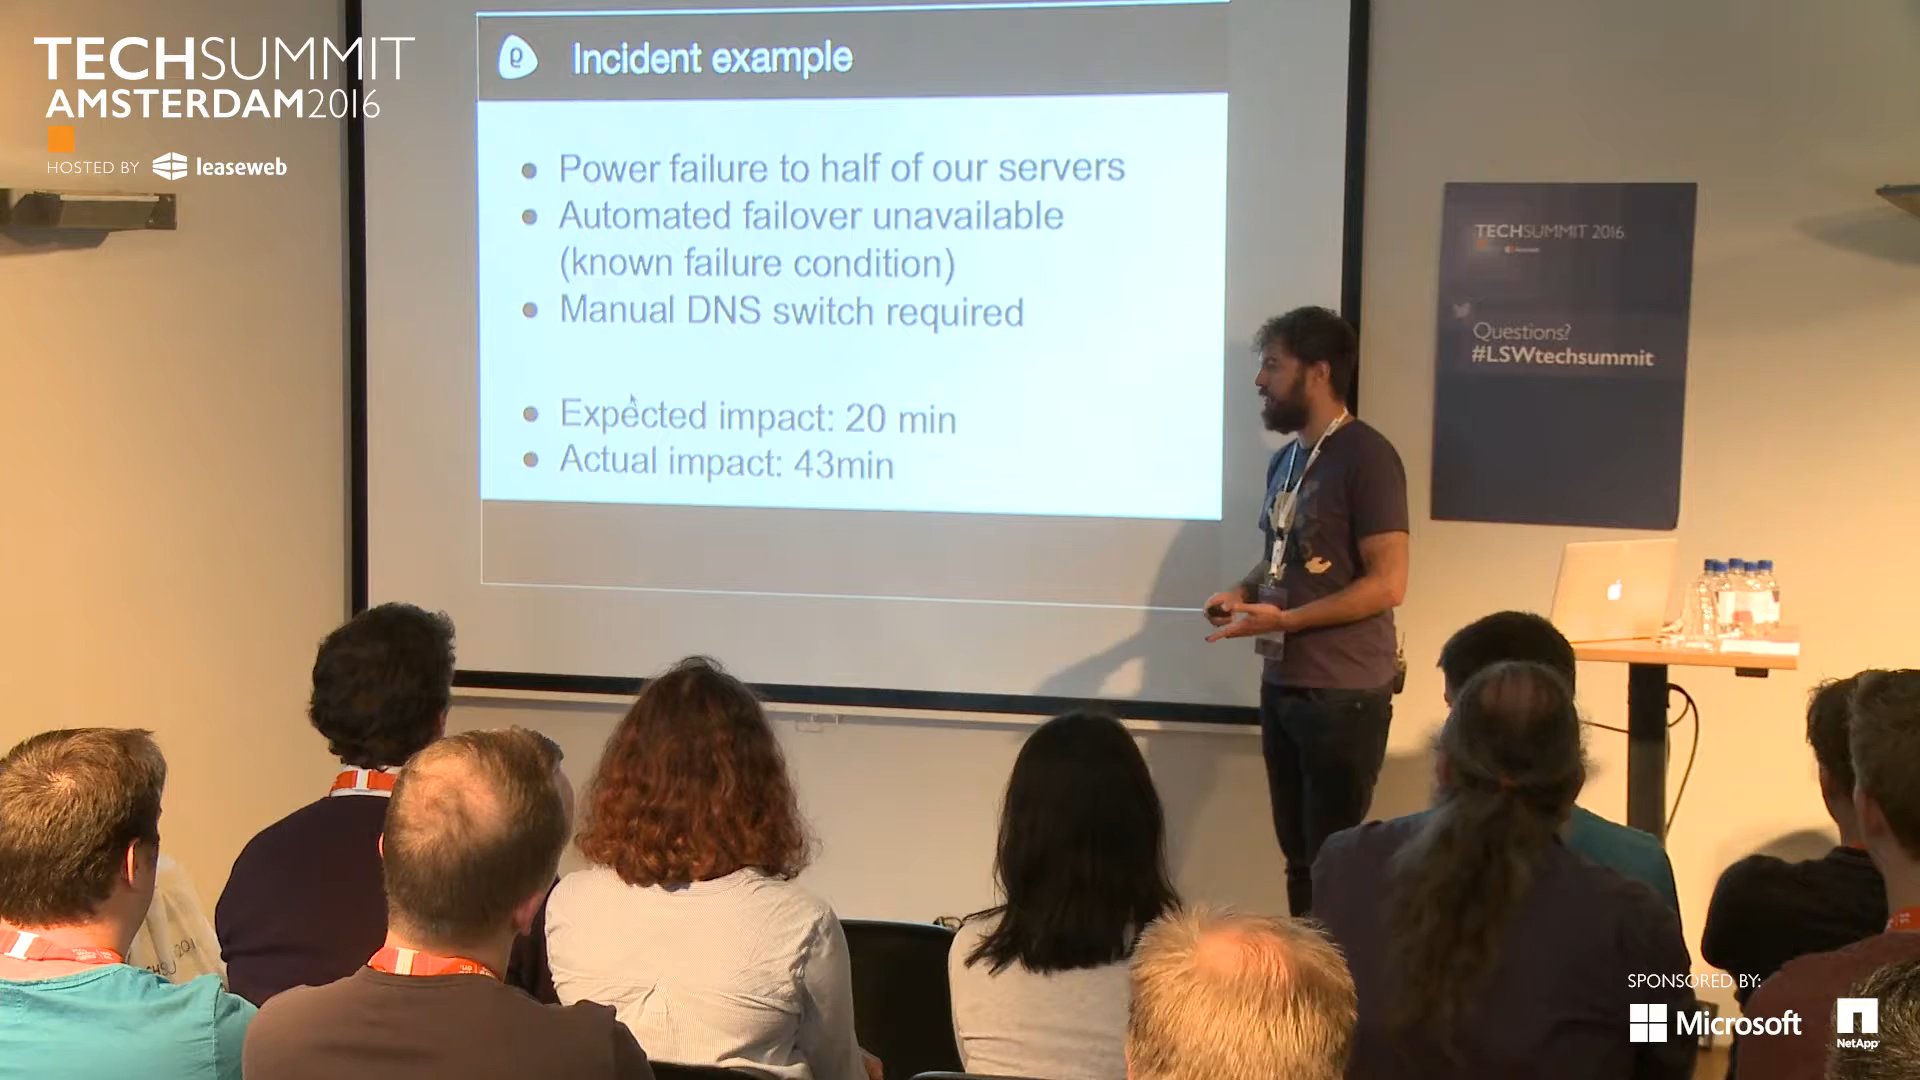 TECHSUMMIT
AMSTERDAM2016
HOSTED BY leaseweb
Incident example
Power failure to half of our servers
Automated failover unavailable
(known failure condition)
Manual DNS switch required
Expected impact: 20 min
Actual impact: 43min
TECHSUMMIT 2016
Questions?
#LSWtechsummit
SPONSORED BY:
Microsoft
NetApp